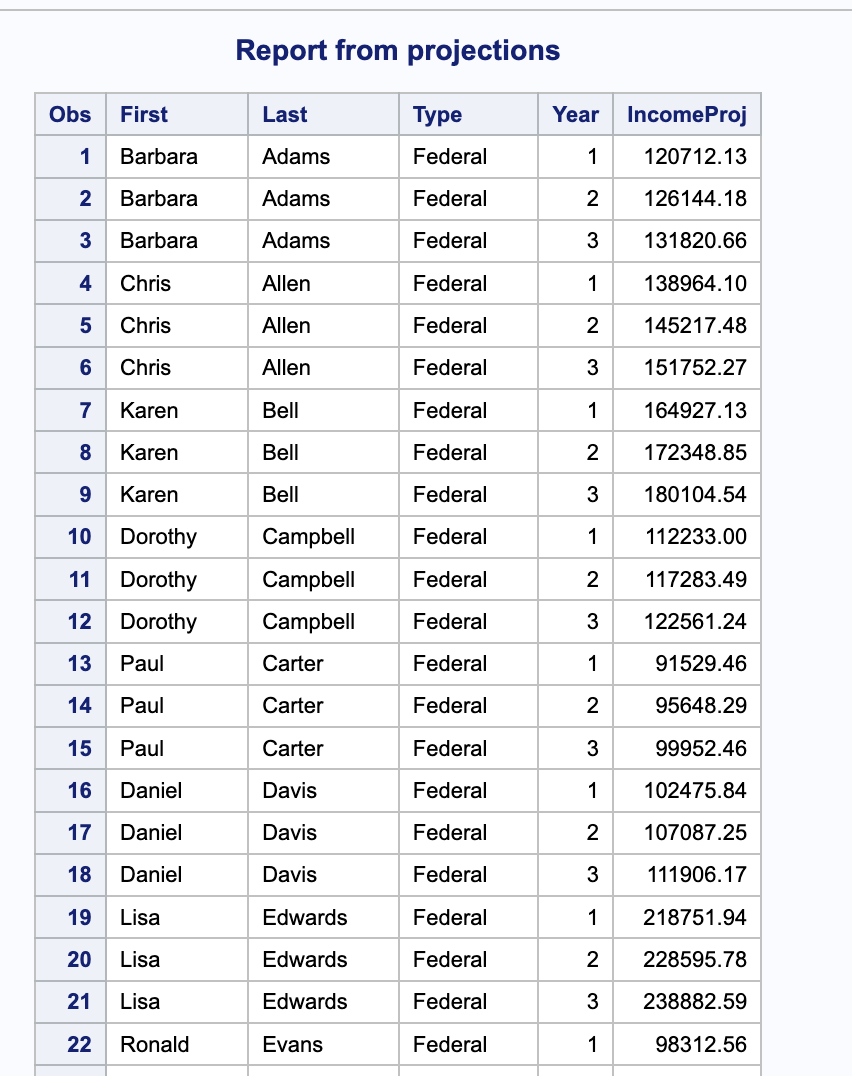 Report from projections
Obs First Last Type Year IncomeProj
1 Barbara Adams Federal 1 120712.13
2 Barbara Adams Federal 2 126144.18
3 Barbara Adams Federal 3 131820.66
4 Chris Allen Federal 1 138964.10
5 Chris Allen Federal 2 145217.48
6 Chris Allen Federal 3 151752.27
7 Karen Bell Federal 1 164927.13
8 Karen Bell Federal 2 172348.85
9 Karen Bell Federal 3 180104.54
10 Dorothy Campbell Federal 1 112233.00
11 Dorothy Campbell Federal 2 117283.49
12 Dorothy Campbell Federal 3 122561.24
13 Paul Carter Federal 1 91529.46
14 Paul Carter Federal 2 95648.29
15 Paul Carter Federal 3 99952.46
16 Daniel Davis Federal 1 102475.84
17 Daniel Davis Federal 2 107087.25
18 Daniel Davis Federal 3 111906.17
19 Lisa Edwards Federal 1 218751.94
20 Lisa Edwards Federal 2 228595.78
21 Lisa Edwards Federal 3 238882.59
22 Ronald Evans Federal 1 98312.56